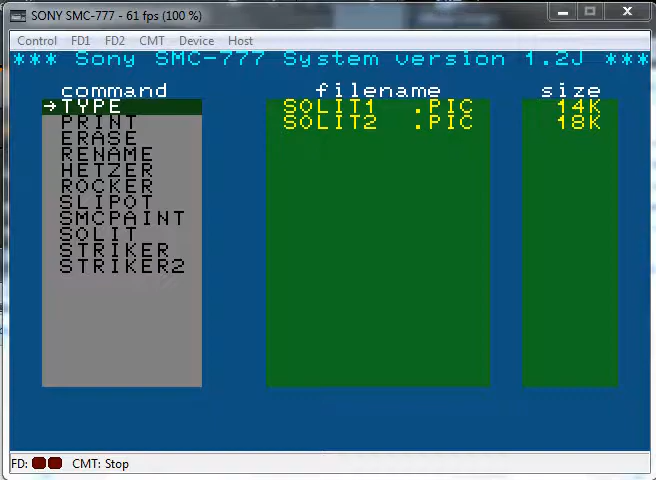 SONY SMC-777 - 61 fps (100 %)
Control FD1 FD2 CMT Device Host
*** Sony SMC-777 System version 1.2J ***
command filename size
→TYPE SOLIT1 .PIC 14K
PRINT SOLIT2 .PIC 18K
ERASE
RENAME
HETZER
ROCKER
SLIPOT
SMCPAINT
SOLIT
STRIKER
STRIKER2
FD: CMT: Stop